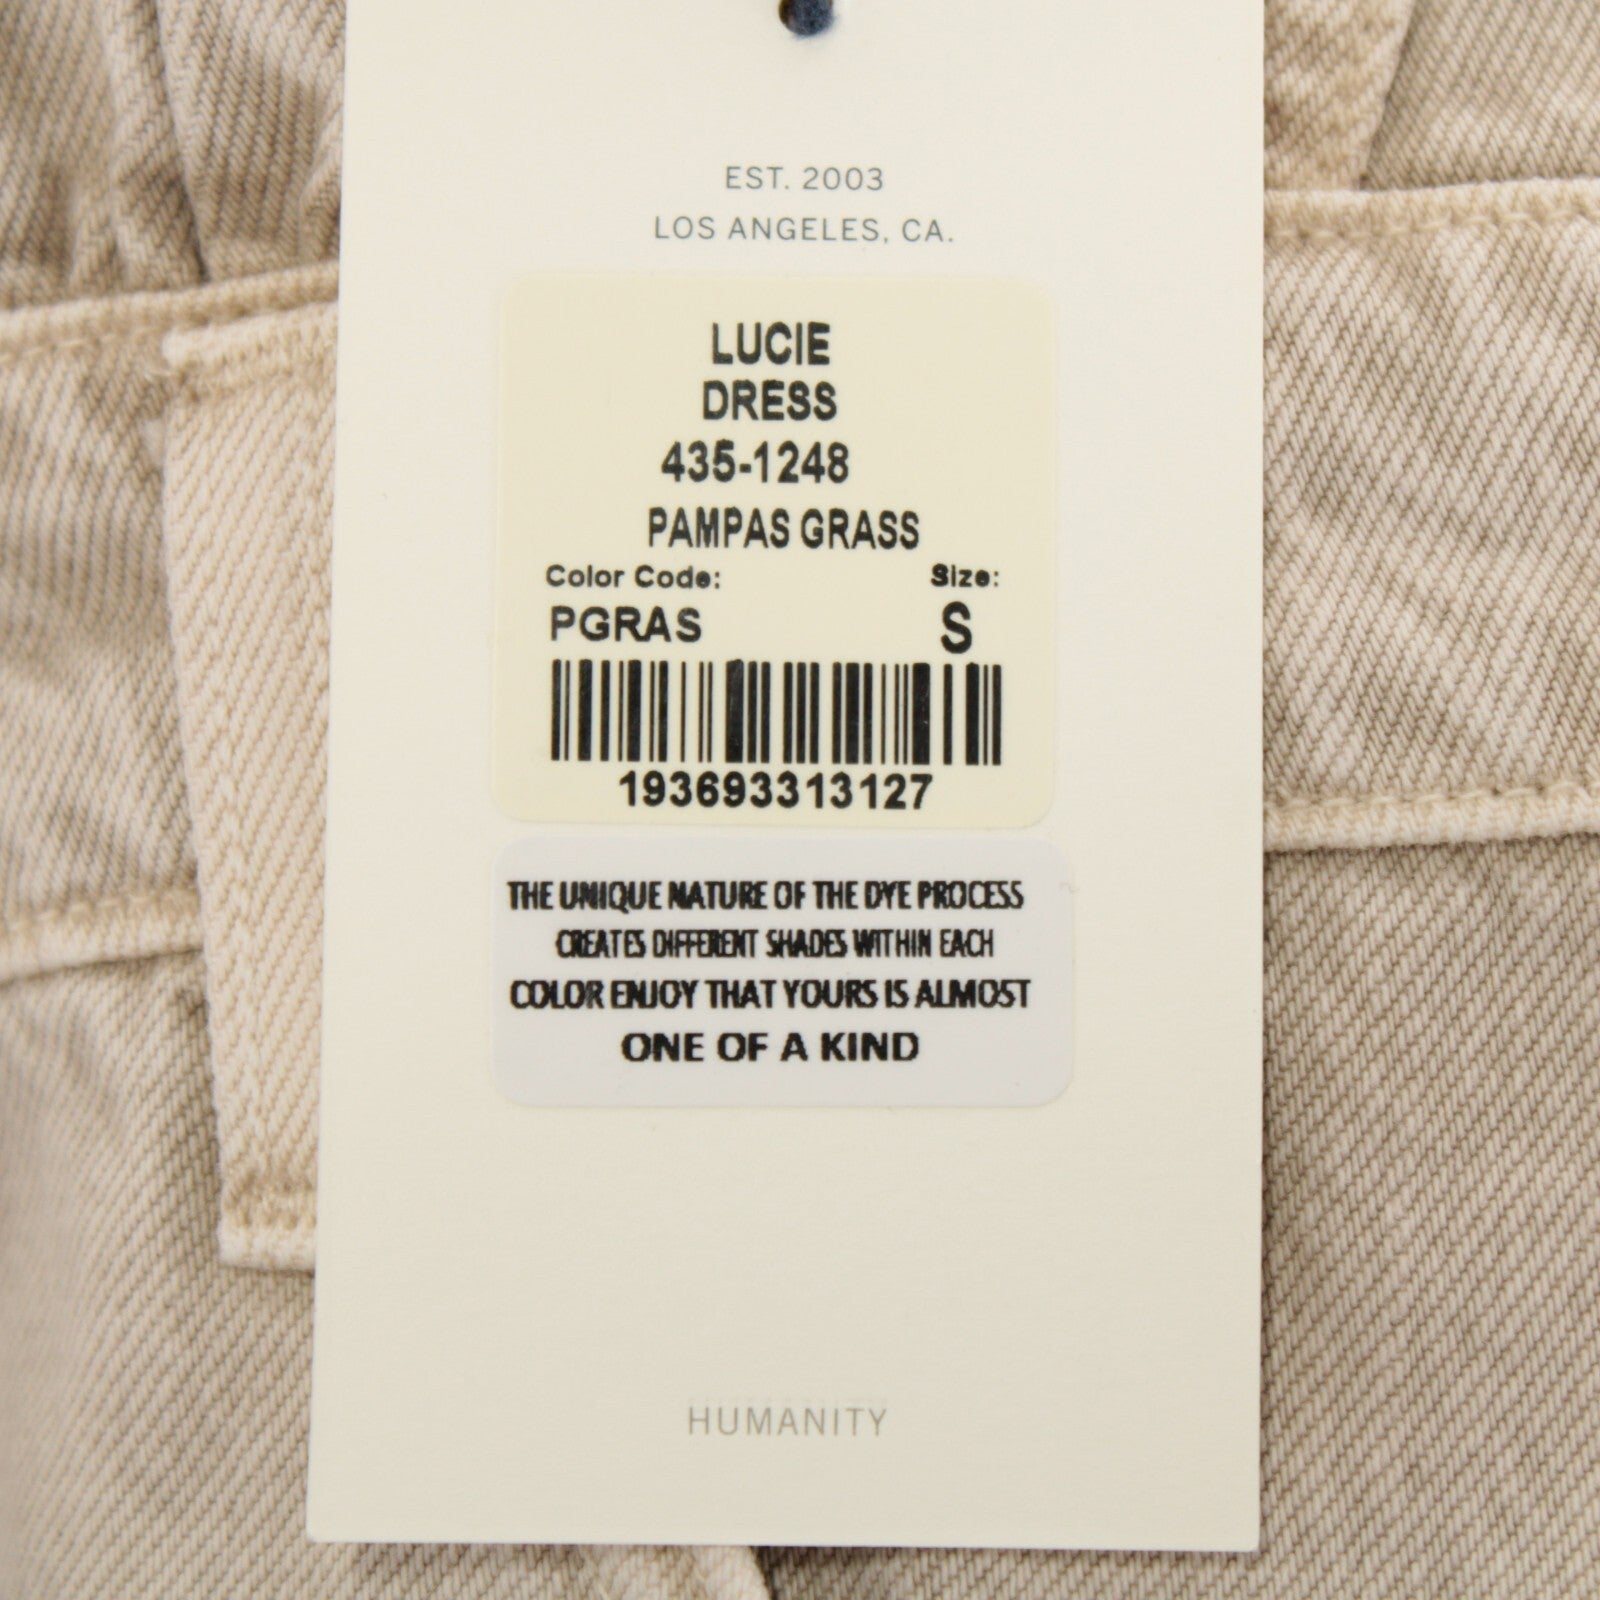 EST. 2003
LOS ANGELES, CA.
LUCIE
DRESS
435-1248
PAMPAS GRASS
Color Code: Size:
PGRAS S
193693313127
THE UNIQUE NATURE OF THE DYE PROCESS
CREATES DIFFERENT SHADES WITHIN EACH
COLOR ENJOY THAT YOURS IS ALMOST
ONE OF A KIND
HUMANITY